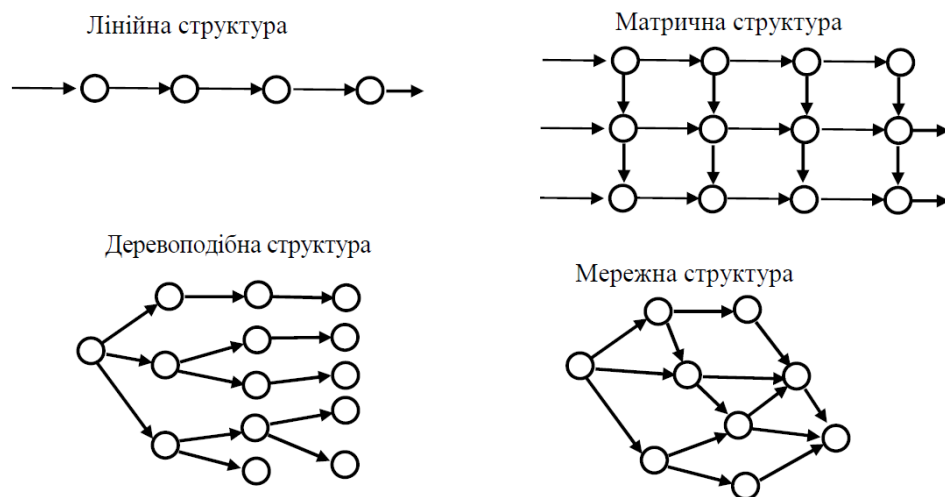 Лінійна структура
Матрична структура
Деревоподібна структура
Мережна структура